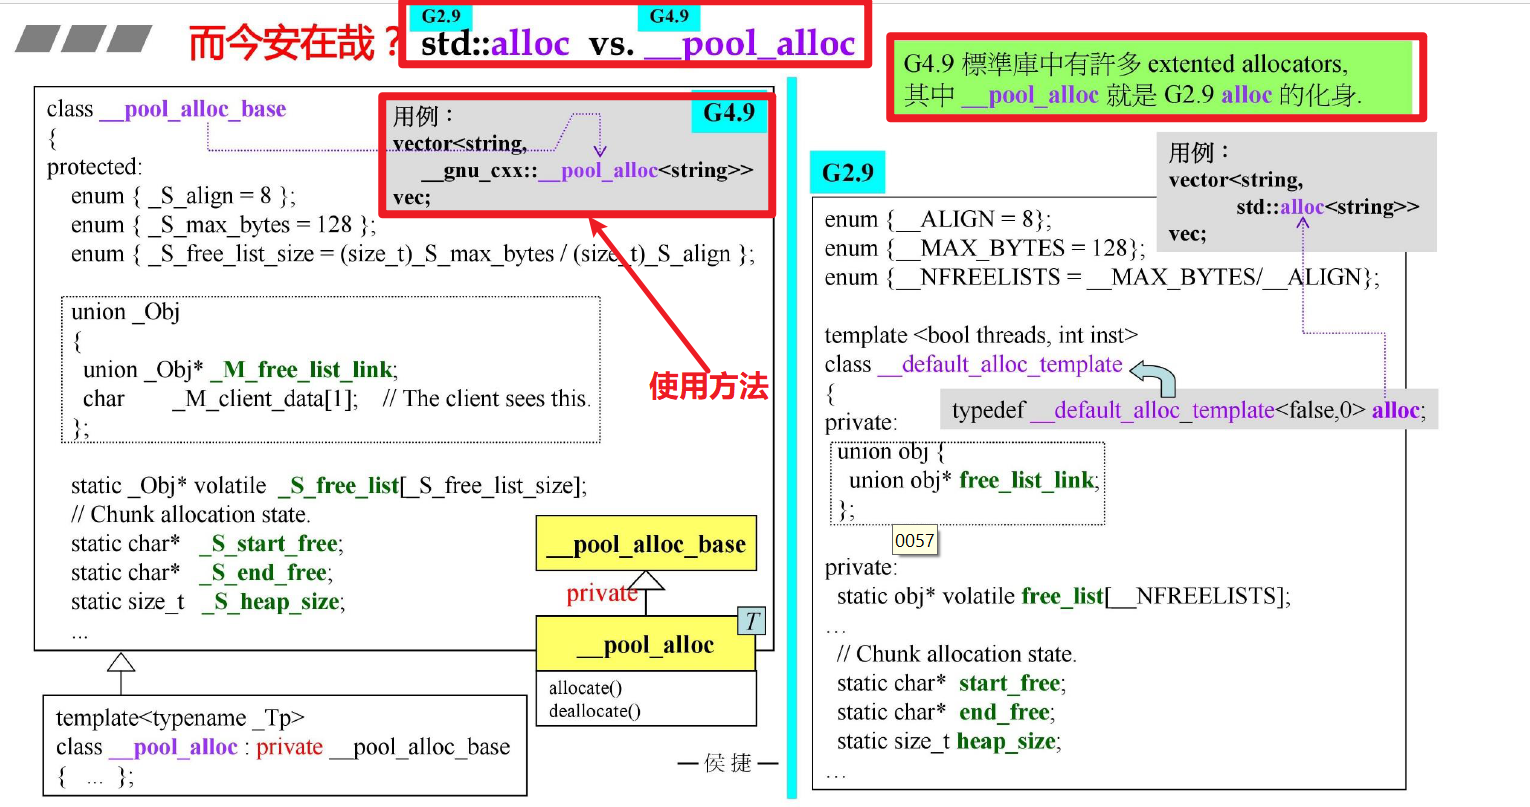 而今安在哉？
G2.9
G4.9
std::alloc vs. __pool_alloc
G4.9 標準庫中有許多 extented allocators,
其中 __pool_alloc 就是 G2.9 alloc 的化身.
class __pool_alloc_base
{
protected:
enum { _S_align = 8 };
enum { _S_max_bytes = 128 };
enum { _S_free_list_size = (size_t)_S_max_bytes / (size_t)_S_align };
G4.9
用例：
vector<string,
__gnu_cxx::__pool_alloc<string>>
vec;
使用方法
union _Obj
{
union _Obj* _M_free_list_link;
char _M_client_data[1]; // The client sees this.
};
static _Obj* volatile _S_free_list[_S_free_list_size];
// Chunk allocation state.
static char* _S_start_free;
static char* _S_end_free;
static size_t _S_heap_size;
...
__pool_alloc_base
private
T
__pool_alloc
allocate()
deallocate()
template<typename _Tp>
class __pool_alloc : private __pool_alloc_base
{ ... };
侯 捷
G2.9
用例：
vector<string,
std::alloc<string>>
vec;
enum {__ALIGN = 8};
enum {__MAX_BYTES = 128};
enum {__NFREELISTS = __MAX_BYTES/__ALIGN};
template <bool threads, int inst>
class __default_alloc_template
{
typedef __default_alloc_template<false,0> alloc;
private:
union obj {
union obj* free_list_link;
};
0057
private:
static obj* volatile free_list[__NFREELISTS];
...
// Chunk allocation state.
static char* start_free;
static char* end_free;
static size_t heap_size;
...